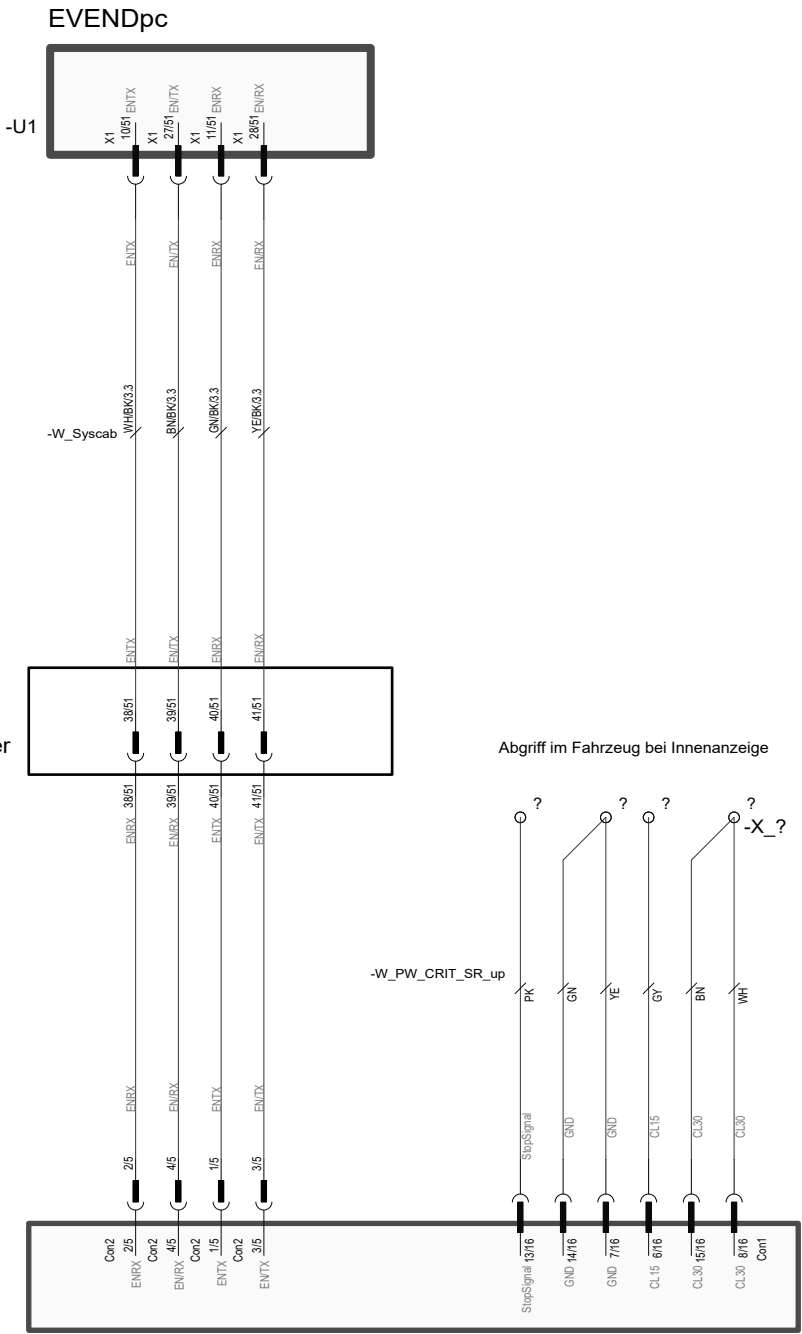 EVENDpc
-U1
X1
10/51 ENTX
X1
27/51 EN/TX
X1
11/51 ENRX
X1
28/51 EN/RX
ENTX
EN/TX
ENRX
EN/RX
-W_Syscab
WH/BK/3.3
BN/BK/3.3
GN/BK/3.3
YE/BK/3.3
ENTX
EN/TX
ENRX
EN/RX
38/51
39/51
40/51
41/51
er
38/51
39/51
40/51
41/51
ENRX
EN/RX
ENTX
EN/TX
Abgriff im Fahrzeug bei Innenanzeige
?
?
?
?
-X_?
-W_PW_CRIT_SR_up
PK
GN
YE
GY
BN
WH
ENRX
EN/RX
ENTX
EN/TX
StopSignal
GND
GND
CL15
CL30
CL30
2/5
4/5
1/5
3/5
Con2
2/5
ENRX
Con2
4/5
EN/RX
Con2
1/5
ENTX
Con2
3/5
EN/TX
StopSignal 13/16
GND 14/16
GND 7/16
CL15 6/16
CL30 15/16
CL30 8/16
Con1